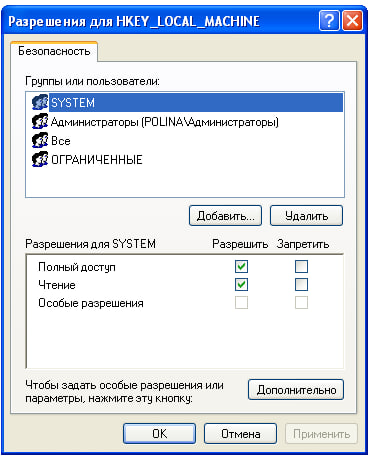 Разрешения для HKEY_LOCAL_MACHINE
Безопасность
Группы или пользователи:
SYSTEM
Администраторы (POLINA\Администраторы)
Все
ОГРАНИЧЕННЫЕ
Добавить... Удалить
Разрешения для SYSTEM Разрешить Запретить
Полный доступ
Чтение
Особые разрешения
Чтобы задать особые разрешения или
параметры, нажмите эту кнопку: Дополнительно
OK Отмена Применить